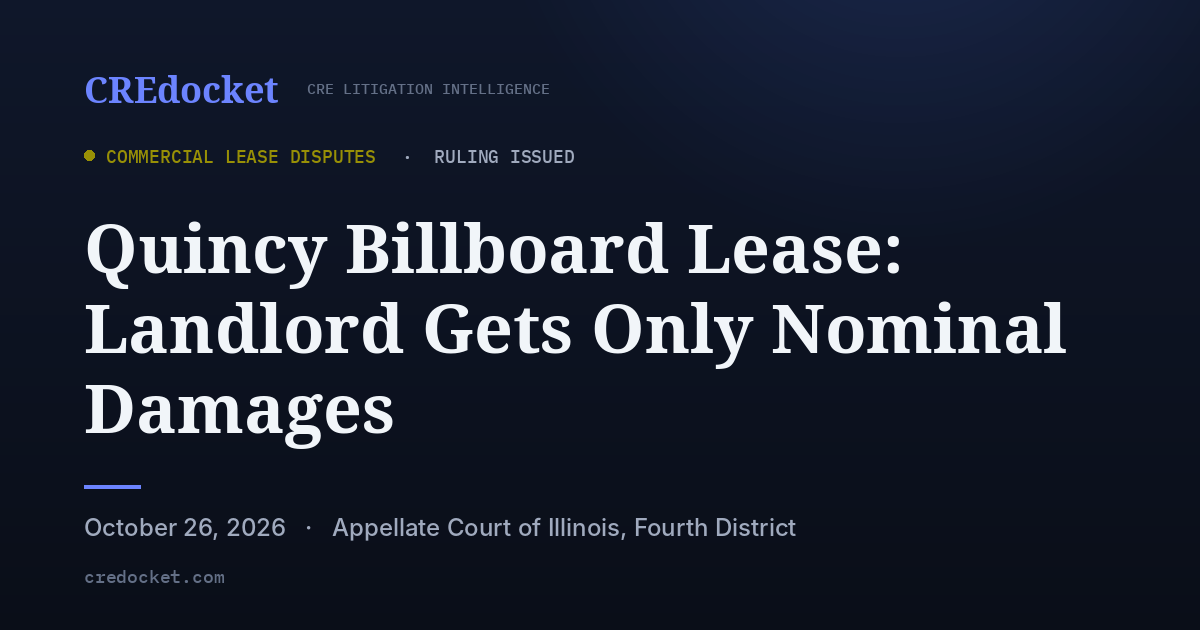 CREdocket CRE LITIGATION INTELLIGENCE
COMMERCIAL LEASE DISPUTES · RULING ISSUED
Quincy Billboard Lease:
Landlord Gets Only Nominal
Damages
October 26, 2026 · Appellate Court of Illinois, Fourth District
credocket.com